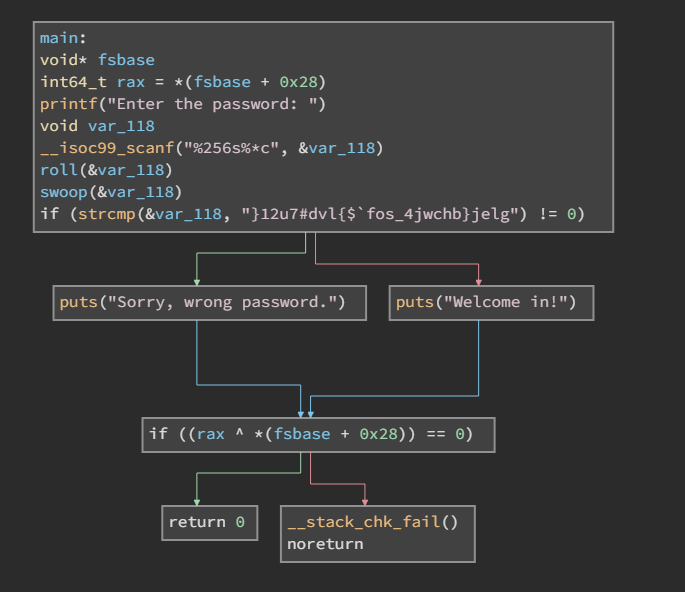 main:
void* fsbase
int64_t rax = *(fsbase + 0x28)
printf("Enter the password: ")
void var_118
__isoc99_scanf("%256s%*c", &var_118)
roll(&var_118)
swoop(&var_118)
if (strcmp(&var_118, "}12u7#dvl{$`fos_4jwchb}jelg") != 0)
puts("Sorry, wrong password.")
puts("Welcome in!")
if ((rax ^ *(fsbase + 0x28)) == 0)
return 0
__stack_chk_fail()
noreturn